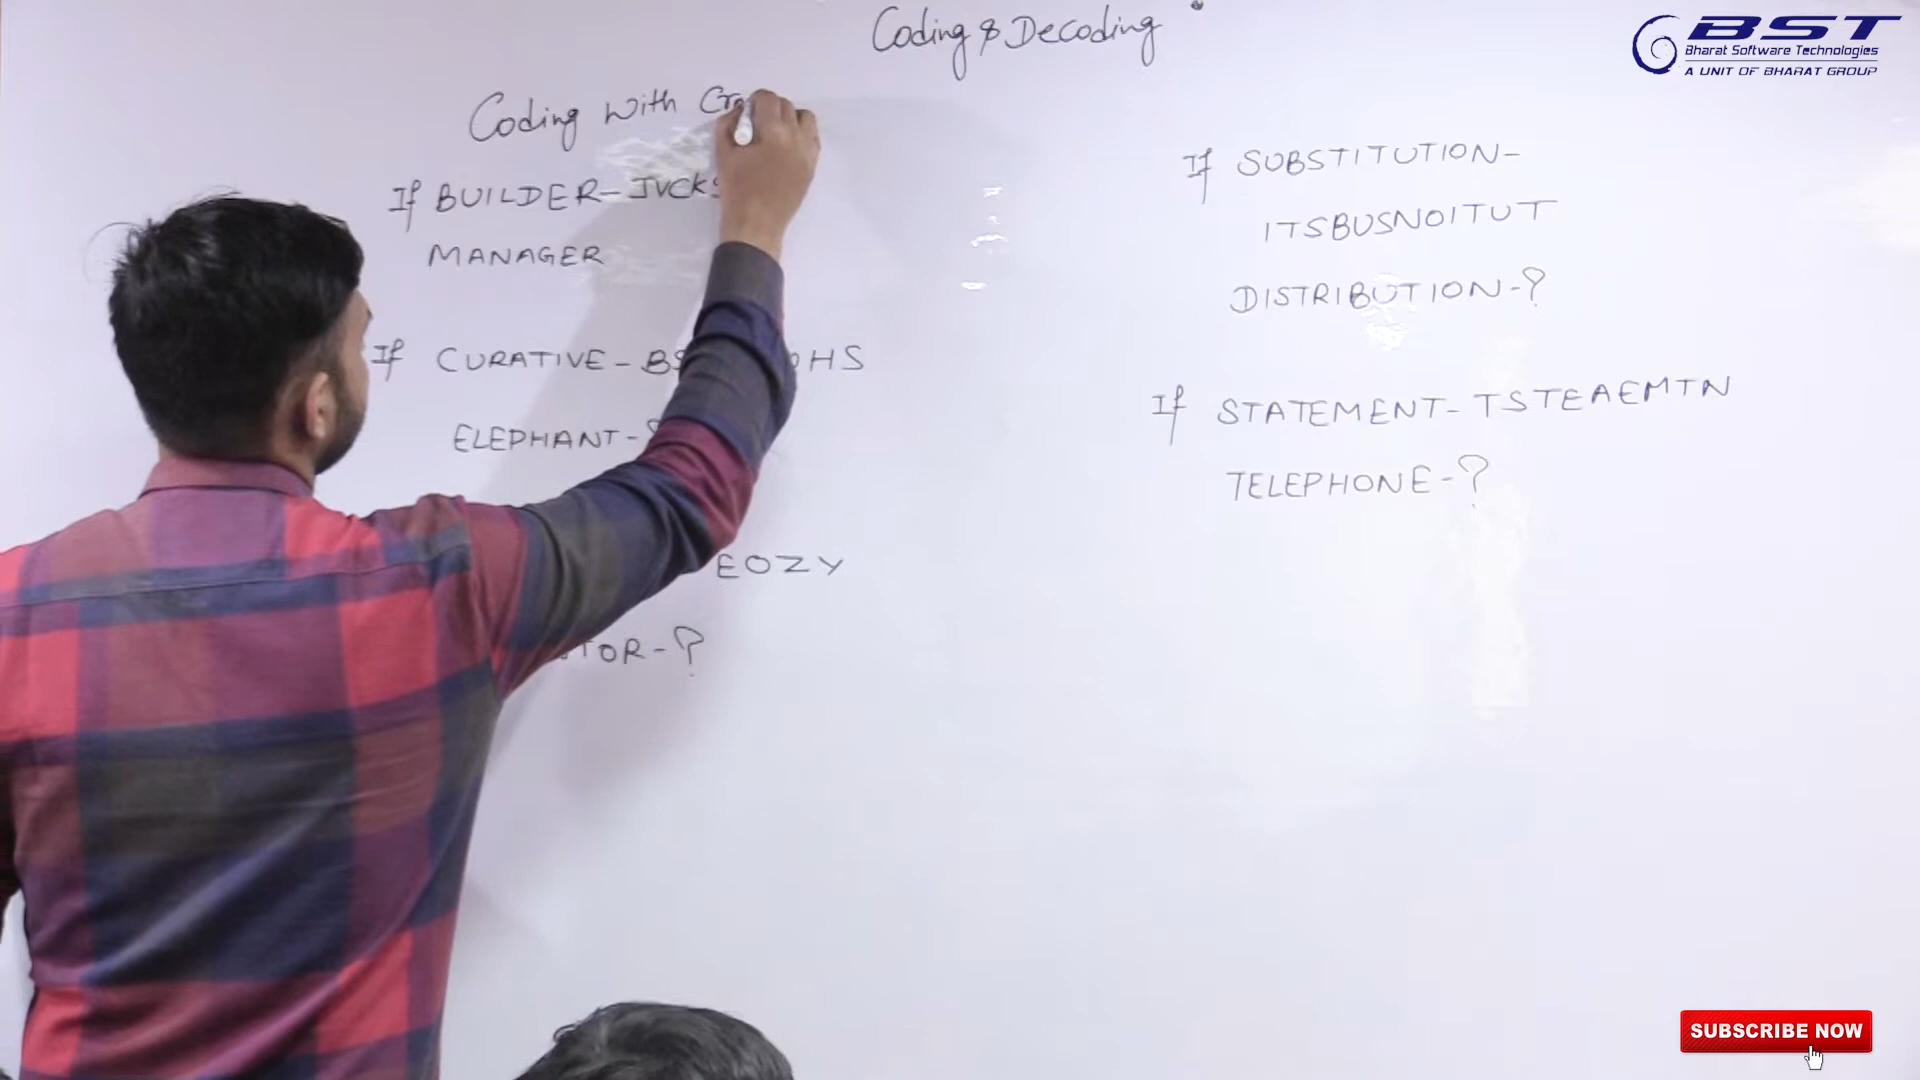 Coding & Decoding
BST
Bharat Software Technologies
A UNIT OF BHARAT GROUP
Coding With
If BUILDER - JVCKS
MANAGER
If CURATIVE - BS HS
ELEPHANT -
EOZY
TOR - ?
If SUBSTITUTION -
ITSBUSNOITUT
DISTRIBUTION - ?
If STATEMENT - TSTEAEMTN
TELEPHONE - ?
SUBSCRIBE NOW